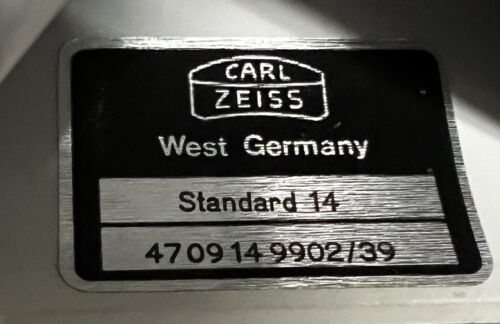 CARL
ZEISS
West Germany
Standard 14
47 09 14 9902/39